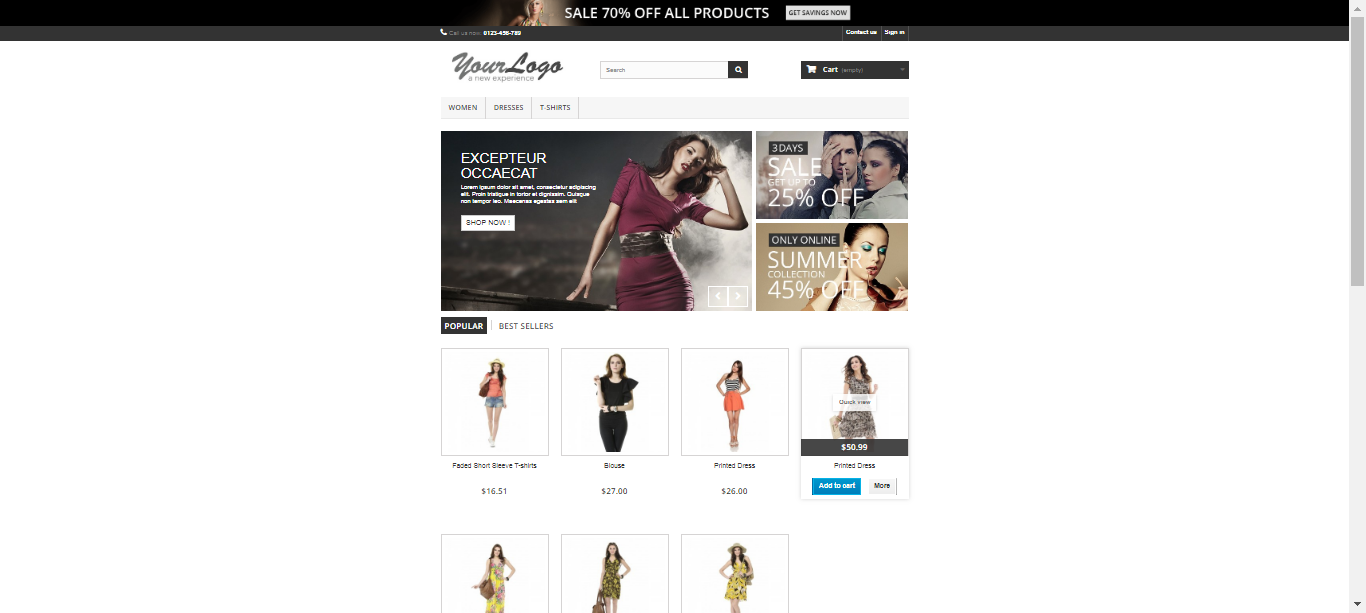 SALE 70% OFF ALL PRODUCTS
GET SAVINGS NOW
Call us now: 0123-456-789
Contact us
Sign in
YourLogo
a new experience
Search
Cart (empty)
WOMEN
DRESSES
T-SHIRTS
EXCEPTEUR
OCCAECAT
Lorem ipsum dolor sit amet, consectetur adipiscing
elit. Proin tristique in tortor et dignissim. Quisque
non tempor leo. Maecenas egestas sem elit
SHOP NOW !
3 DAYS
SALE
GET UP TO
25% OFF
ONLY ONLINE
SUMMER
COLLECTION
45% OFF
POPULAR
BEST SELLERS
Quick view
$50.99
Faded Short Sleeve T-shirts
Blouse
Printed Dress
Printed Dress
$16.51
$27.00
$26.00
Add to cart
More